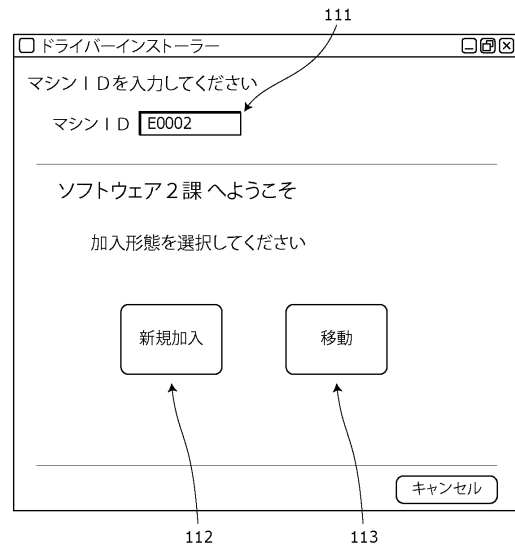 111
ドライバーインストーラー
マシンＩＤを入力してください
マシンＩＤ E0002
ソフトウェア２課 へようこそ
加入形態を選択してください
新規加入 移動
キャンセル
112 113